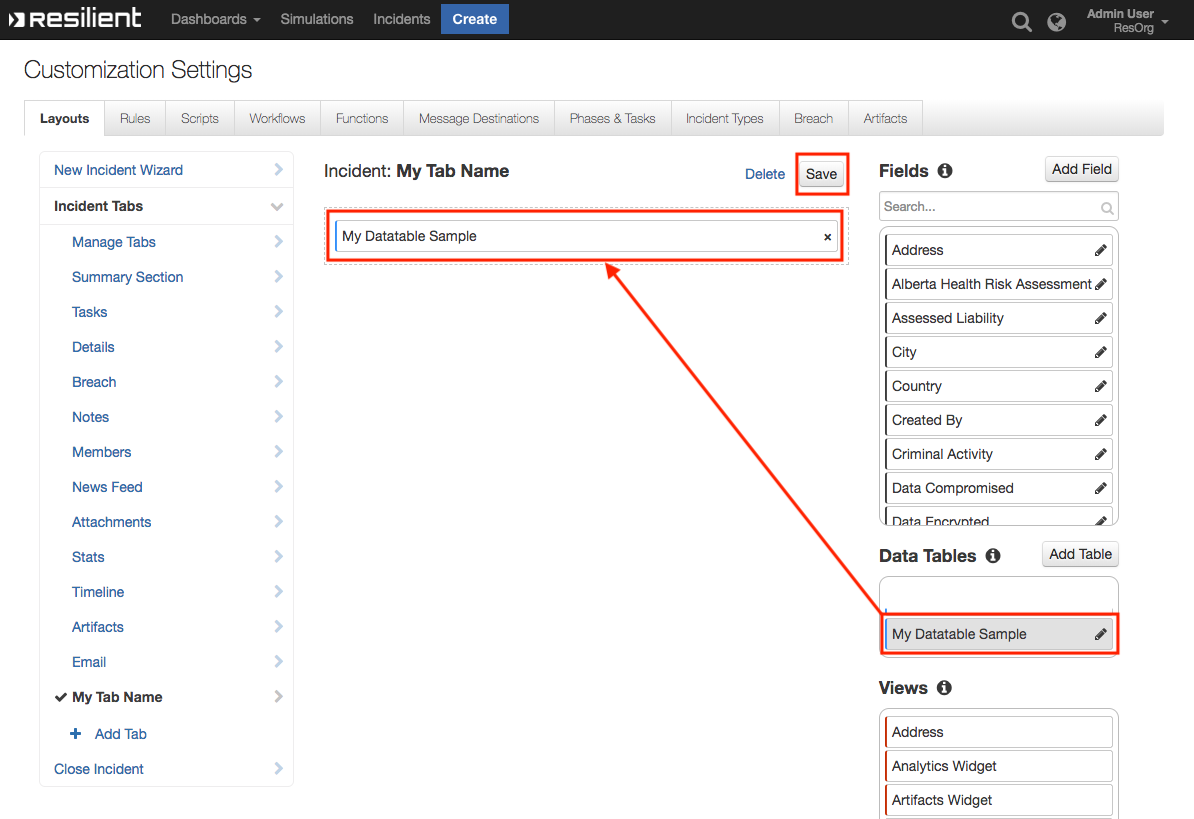 resilient
Dashboards
Simulations
Incidents
Create
Admin User
ResOrg
Customization Settings
Layouts
Rules
Scripts
Workflows
Functions
Message Destinations
Phases & Tasks
Incident Types
Breach
Artifacts
New Incident Wizard
Incident Tabs
Manage Tabs
Summary Section
Tasks
Details
Breach
Notes
Members
News Feed
Attachments
Stats
Timeline
Artifacts
Email
My Tab Name
Add Tab
Close Incident
Incident: My Tab Name
Delete
Save
My Datatable Sample
Fields
Add Field
Search...
Address
Alberta Health Risk Assessment
Assessed Liability
City
Country
Created By
Criminal Activity
Data Compromised
Data Encrypted
Data Tables
Add Table
My Datatable Sample
Views
Address
Analytics Widget
Artifacts Widget